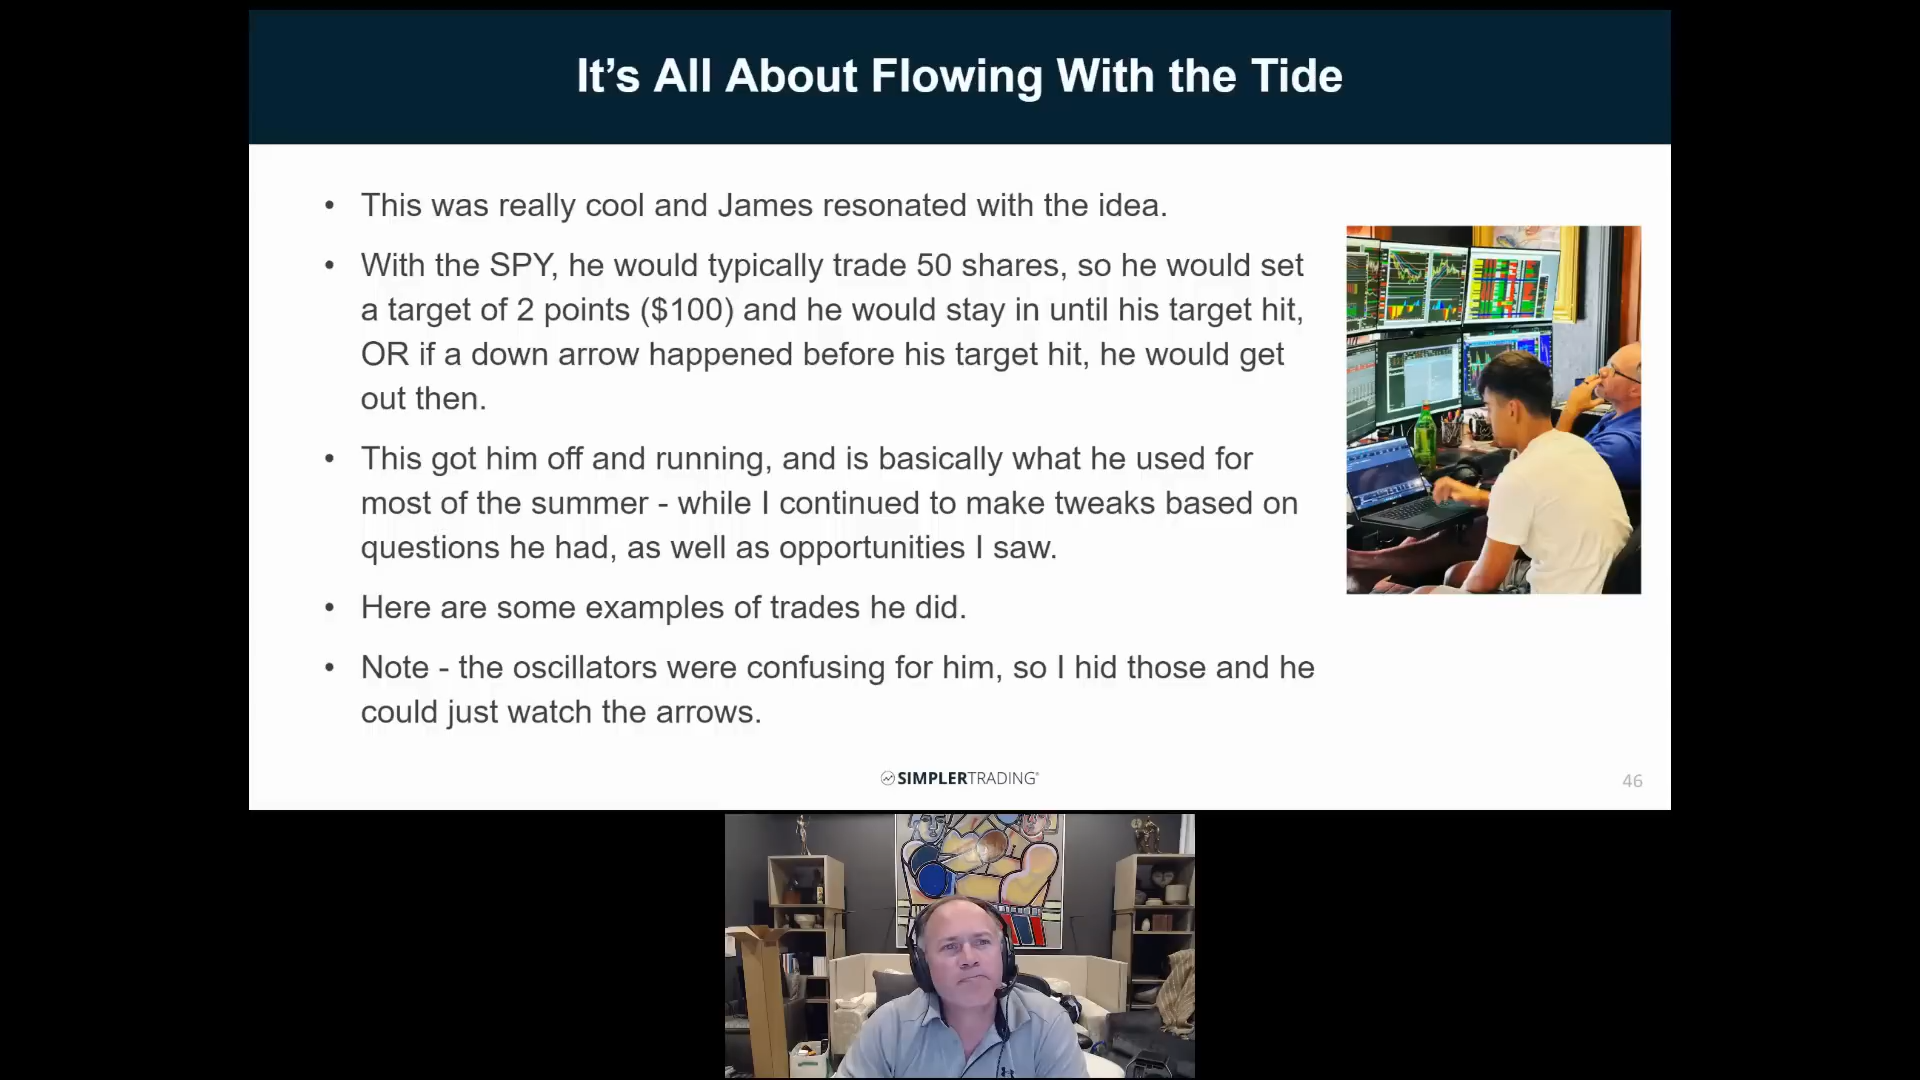 It’s All About Flowing With the Tide
• This was really cool and James resonated with the idea.
• With the SPY, he would typically trade 50 shares, so he would set
a target of 2 points ($100) and he would stay in until his target hit,
OR if a down arrow happened before his target hit, he would get
out then.
• This got him off and running, and is basically what he used for
most of the summer - while I continued to make tweaks based on
questions he had, as well as opportunities I saw.
• Here are some examples of trades he did.
• Note - the oscillators were confusing for him, so I hid those and he
could just watch the arrows.
SIMPLERTRADING
46